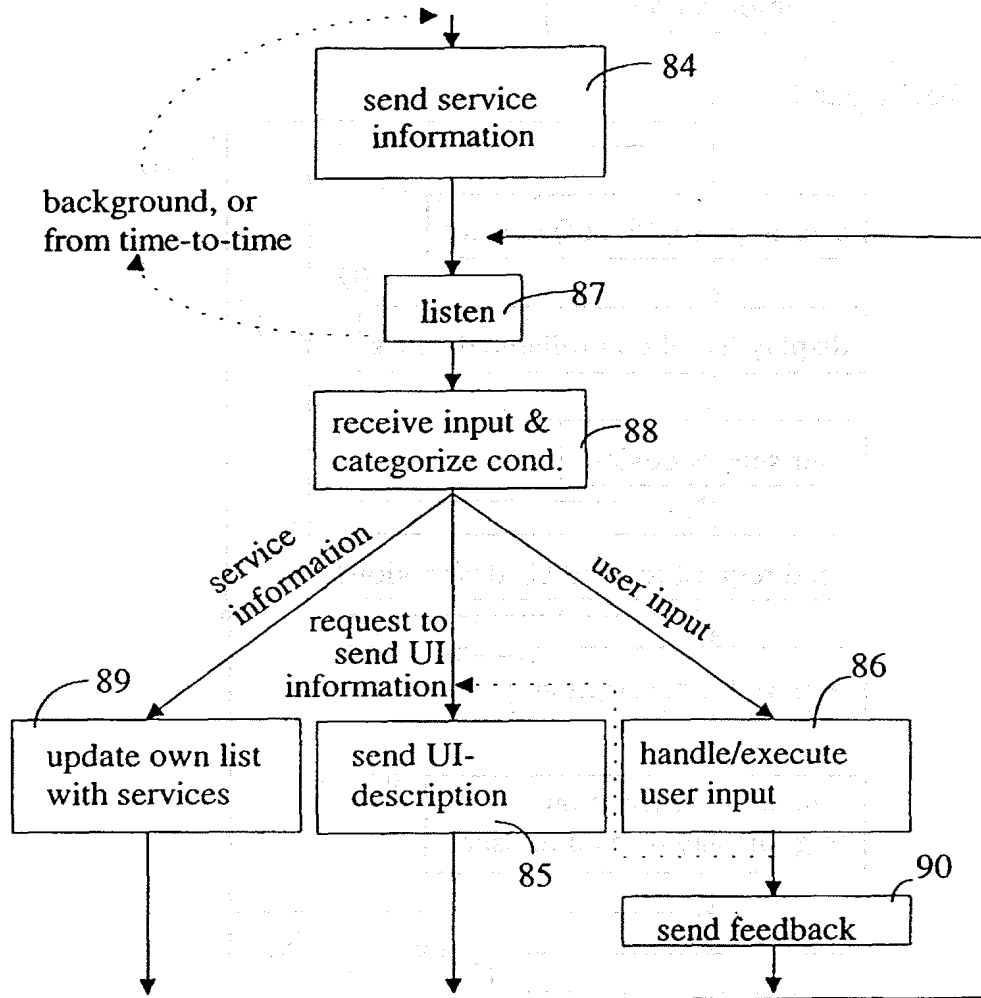 84
send service
information
background, or
from time-to-time
87
listen
receive input &
categorize cond.
88
service
information
request to
send UI
information
user input
89
update own list
with services
send UI-
description
85
86
handle/execute
user input
90
send feedback